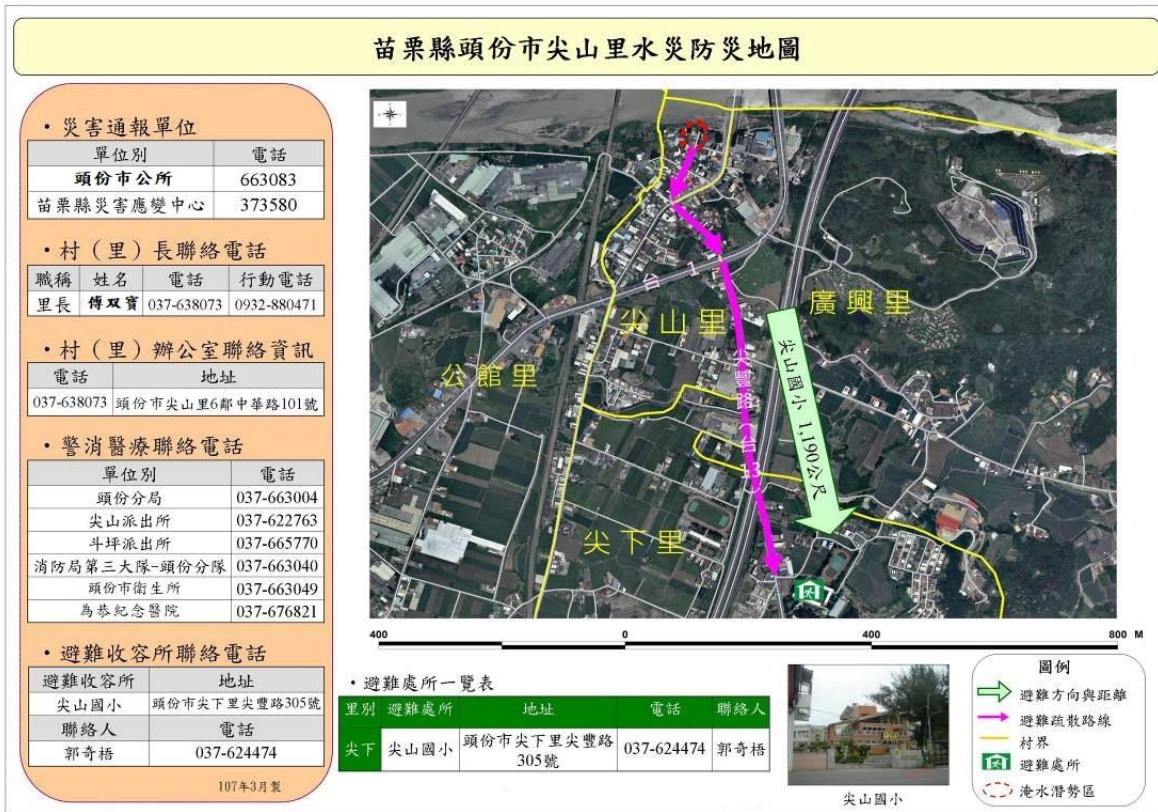 苗栗縣頭份市尖山里水災防災地圖
・災害通報單位
單位別 電話
頭份市公所 663083
苗栗縣災害應變中心 373580
・村（里）長聯絡電話
職稱 姓名 電話 行動電話
里長 傅双寶 037-638073 0932-880471
・村（里）辦公室聯絡資訊
電話 地址
037-638073 頭份市尖山里6鄰中華路101號
・警消醫療聯絡電話
單位別 電話
頭份分局 037-663004
尖山派出所 037-622763
斗坪派出所 037-665770
消防局第三大隊-頭份分隊 037-663040
頭份市衛生所 037-663049
為恭紀念醫院 037-676821
・避難收容所聯絡電話
避難收容所 地址
尖山國小 頭份市尖下里尖豐路305號
聯絡人 電話
郭奇梧 037-624474
107年3月製
台 1
廣興里
尖山里
公館里
尖豐路(台13)
尖山國小 1,190公尺
尖下里
7
400 0 400 800 M
・避難處所一覽表
里別 避難處所 地址 電話 聯絡人
尖下 尖山國小 頭份市尖下里尖豐路305號 037-624474 郭奇梧
尖山國小
圖例
避難方向與距離
避難疏散路線
村界
避難處所
淹水潛勢區